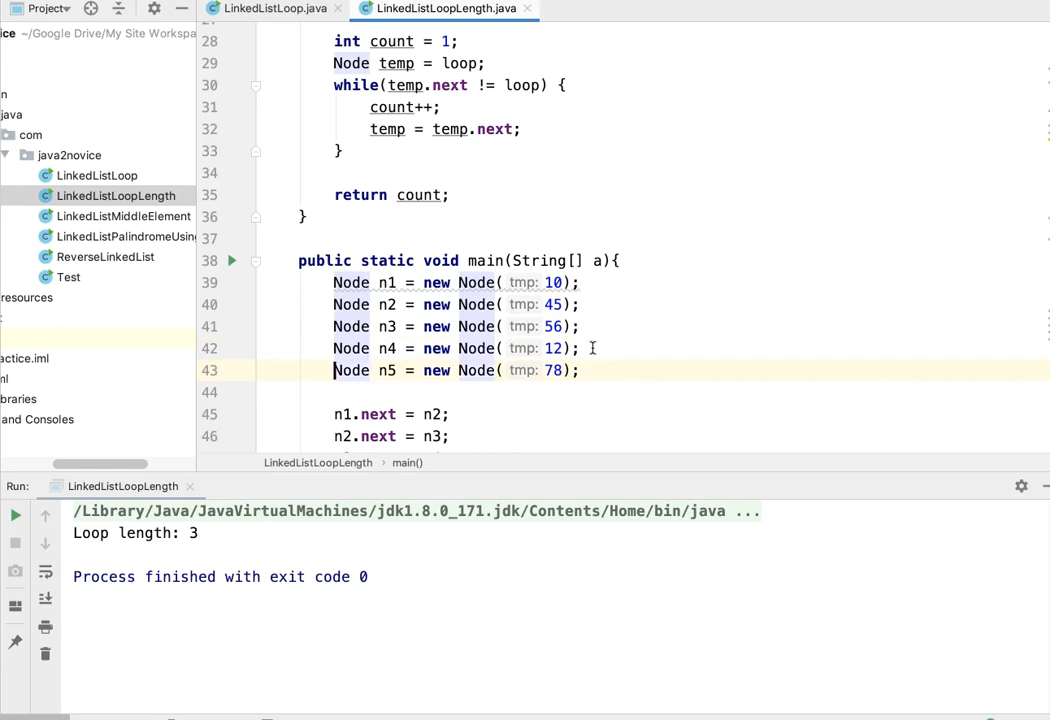 Project
LinkedListLoop.java
LinkedListLoopLength.java
ice ~/Google Drive/My Site Workspa
n
java
com
java2novice
LinkedListLoop
LinkedListLoopLength
LinkedListMiddleElement
LinkedListPalindromeUsing
ReverseLinkedList
Test
resources
:
actice.iml
ml
ibraries
and Consoles
28 int count = 1;
29 Node temp = loop;
30 while(temp.next != loop) {
31 count++;
32 temp = temp.next;
33 }
34
35 return count;
36 }
37
38 public static void main(String[] a){
39 Node n1 = new Node( tmp: 10);
40 Node n2 = new Node( tmp: 45);
41 Node n3 = new Node( tmp: 56);
42 Node n4 = new Node( tmp: 12);
43 Node n5 = new Node( tmp: 78);
44
45 n1.next = n2;
46 n2.next = n3;
LinkedListLoopLength › main()
Run: LinkedListLoopLength
/Library/Java/JavaVirtualMachines/jdk1.8.0_171.jdk/Contents/Home/bin/java ...
Loop length: 3
Process finished with exit code 0